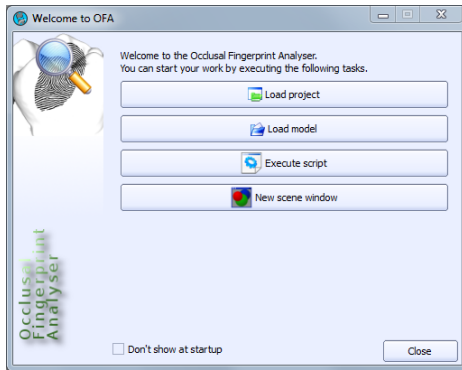 Welcome to OFA
Welcome to the Occlusal Fingerprint Analyser.
You can start your work by executing the following tasks.
Load project
Load model
Execute script
New scene window
Occlusal
Fingerprint
Analyser
Don't show at startup
Close